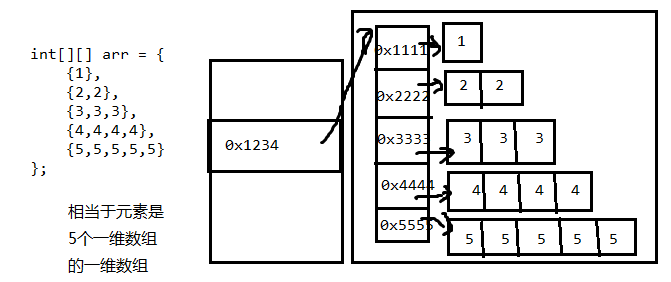 int[][] arr = {
{1},
{2,2},
{3,3,3},
{4,4,4,4},
{5,5,5,5,5}
};
相当于元素是
5个一维数组
的一维数组
0x1234
0x1111 1
0x2222 2 2
0x3333 3 3 3
0x4444 4 4 4 4
0x5555 5 5 5 5 5